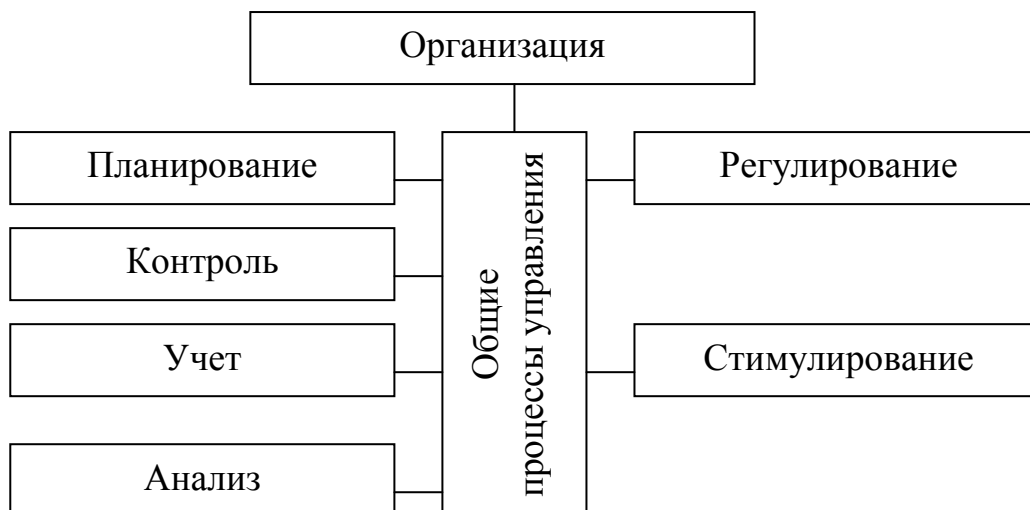 Организация
Планирование
Регулирование
Контроль
Общие
процессы управления
Учет
Стимулирование
Анализ